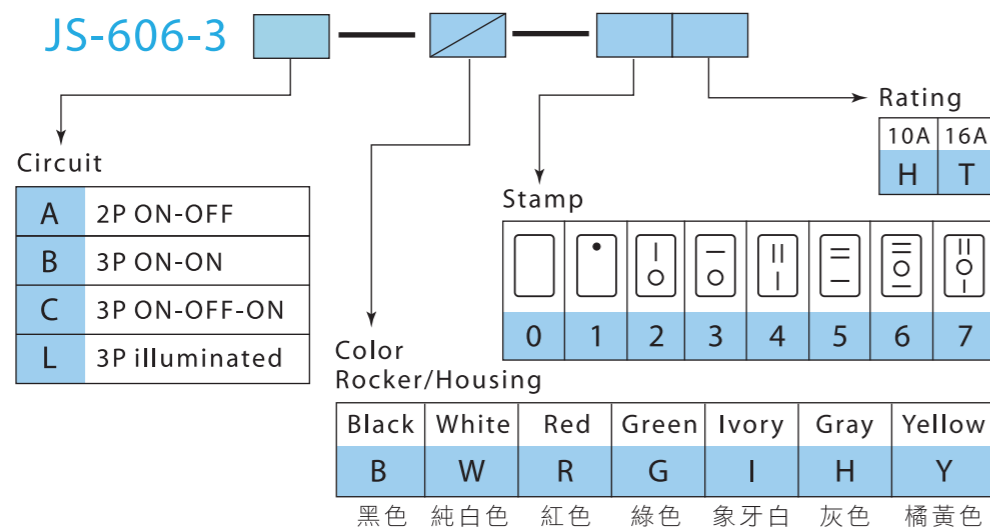 JS-606-3
Rating
10A 16A
H T
Circuit
A 2P ON-OFF
B 3P ON-ON
C 3P ON-OFF-ON
L 3P illuminated
Stamp
0 1 2 3 4 5 6 7
Color
Rocker/Housing
Black White Red Green Ivory Gray Yellow
B W R G I H Y
黑色 純白色 紅色 綠色 象牙白 灰色 橘黃色